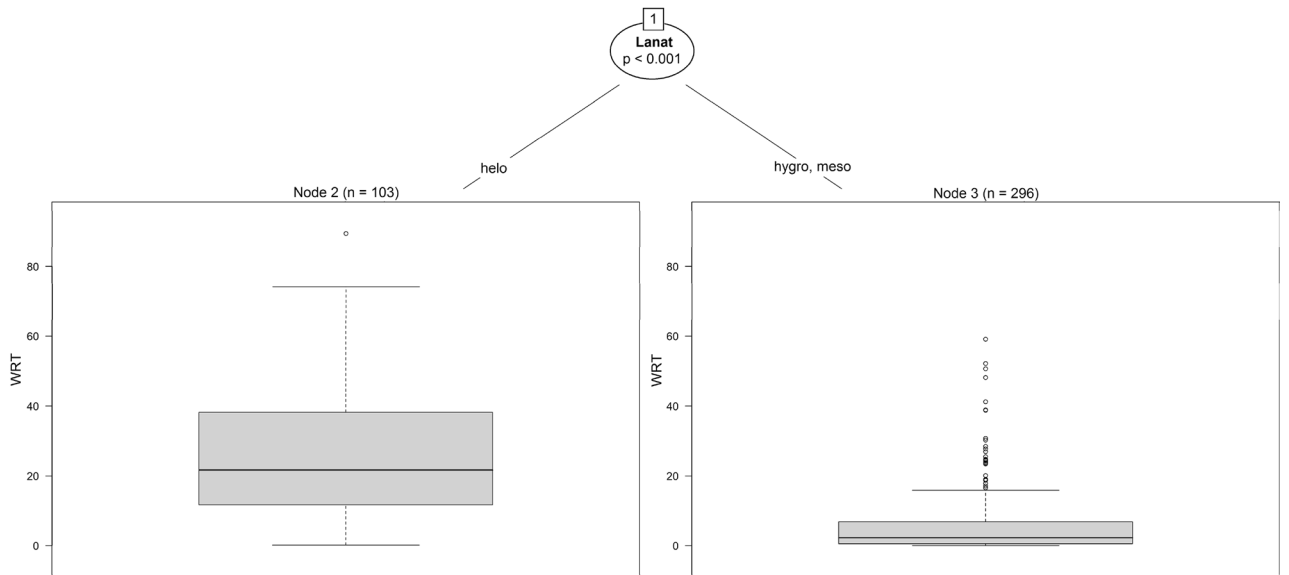 1
Lanat
p < 0.001
helo
hygro, meso
Node 2 (n = 103)
Node 3 (n = 296)
WRT
80
60
40
20
0
WRT
80
60
40
20
0